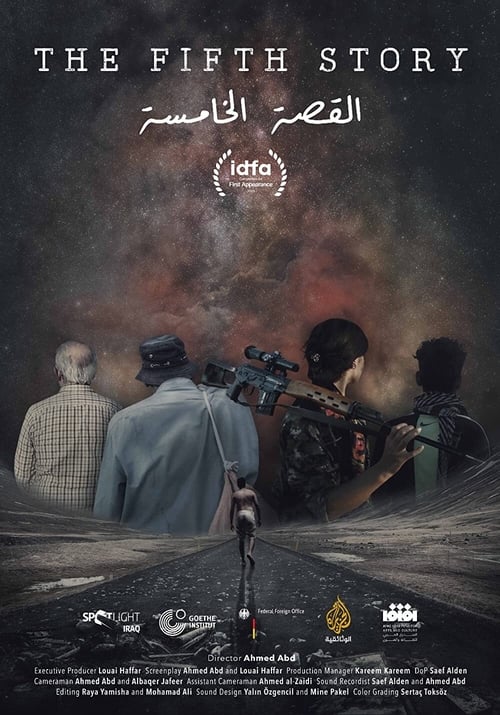 THE FIFTH STORY
القصة الخامسة
idfa
Competition for
First Appearance
SPOTLIGHT
IRAQ
GOETHE
INSTITUT
Federal Foreign Office
الوثائقية
Director Ahmed Abd
Executive Producer Louai Haffar Screenplay Ahmed Abd and Louai Haffar Production Manager Kareem Kareem DoP Saef Alden
Cameraman Ahmed Abd and Albaqer Jafeer Assistant Cameraman Ahmed al-Zaidi Sound Recordist Saef Alden and Ahmed Abd
Editing Raya Yamisha and Mohamad Ali Sound Design Yalın Özgencil and Mine Pakel Color Grading Sertaç Toksöz